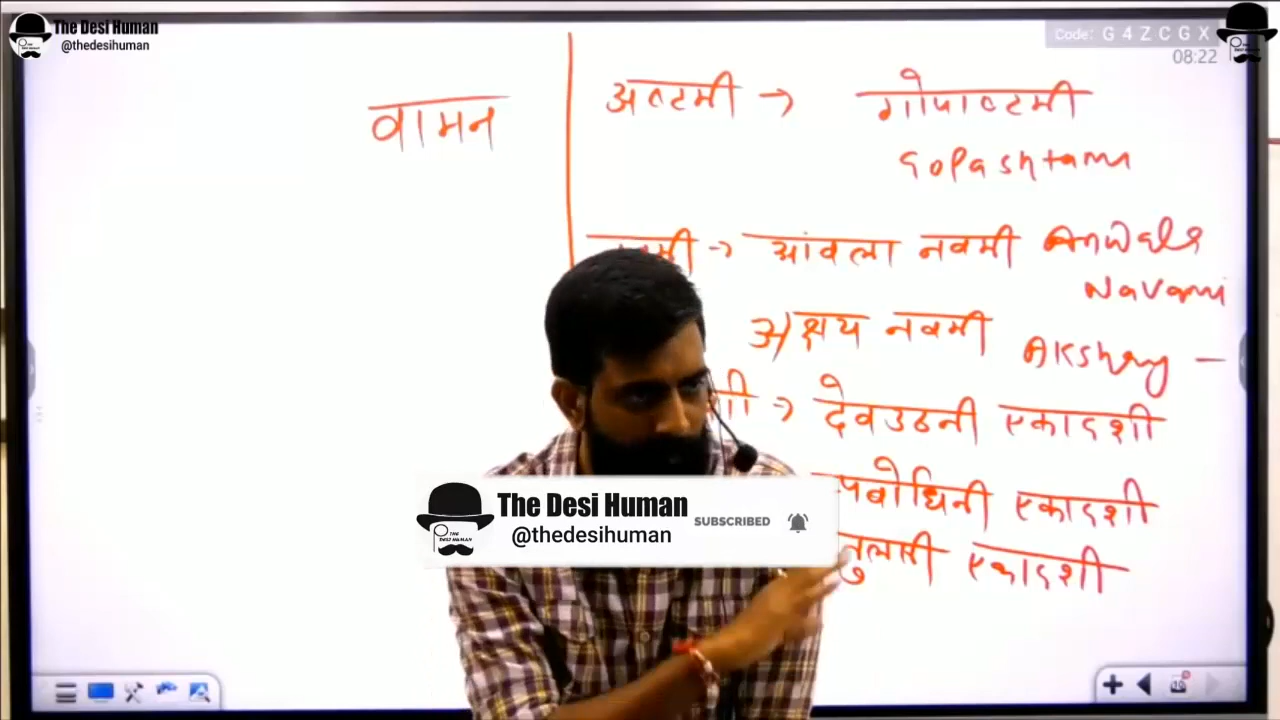 The Desi Human
@thedesihuman
Code: G 4 Z C G X
08:22
वामन
अष्टमी → गोपाष्टमी
Gopashtami
→ आंवला नवमी Anwala
Navami
अक्षय नवमी Akshay –
→ देवउठनी एकादशी
प्रबोधिनी एकादशी
तुलसी एकादशी
The Desi Human
@thedesihuman
SUBSCRIBED